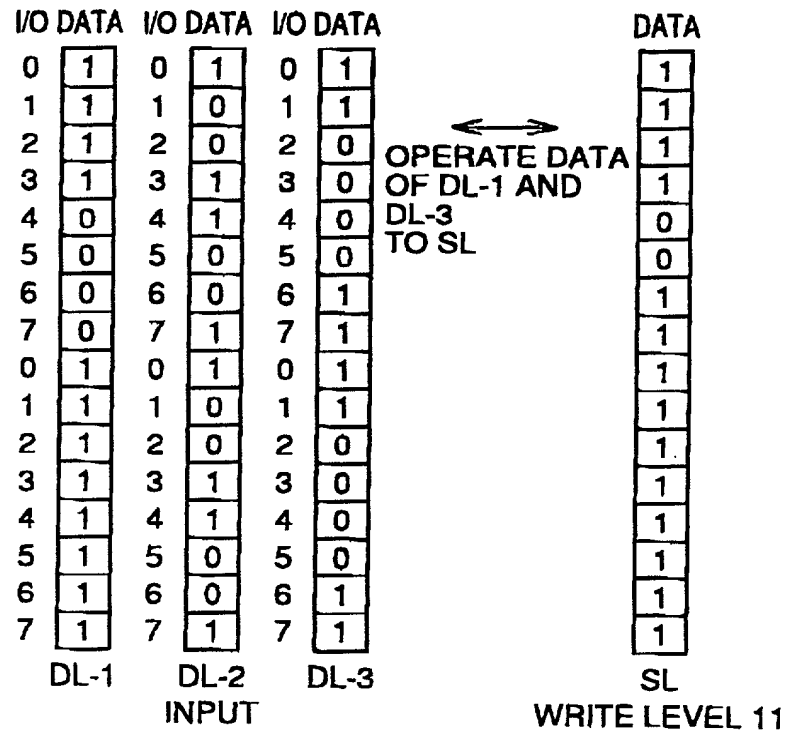 I/O DATA I/O DATA I/O DATA DATA
0 1 0 1 0 1 1
1 1 1 0 1 1 1
2 1 2 0 2 0 1
3 1 3 1 3 0 1
4 0 4 1 4 0 0
5 0 5 0 5 0 0
6 0 6 0 6 1 1
7 0 7 1 7 1 1
0 1 0 1 0 1 1
1 1 1 0 1 1 1
2 1 2 0 2 0 1
3 1 3 1 3 0 1
4 1 4 1 4 0 1
5 1 5 0 5 0 1
6 1 6 0 6 1 1
7 1 7 1 7 1 1
OPERATE DATA
OF DL-1 AND
DL-3
TO SL
DL-1 DL-2 DL-3 SL
INPUT WRITE LEVEL 11